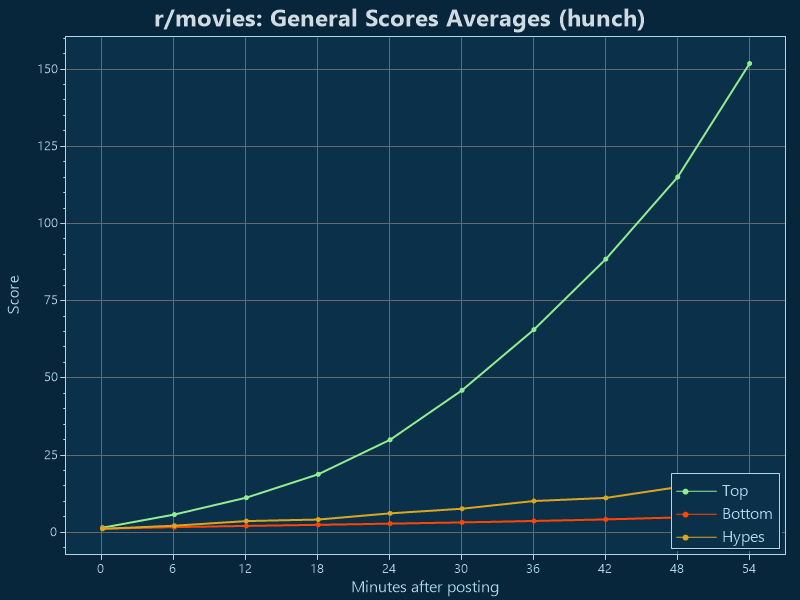 r/movies: General Scores Averages (hunch)
150
125
100
75
50
25
0
Score
0 6 12 18 24 30 36 42 48 54
Minutes after posting
Top
Bottom
Hypes